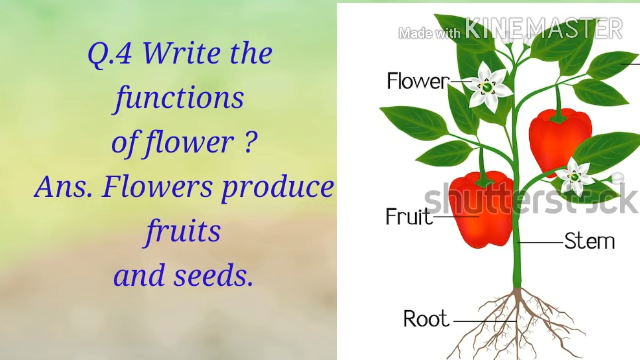 Made with KINEMASTER
Q.4 Write the
functions
of flower ?
Ans. Flowers produce
fruits
and seeds.
Flower
shutterstock
Fruit
Stem
Root